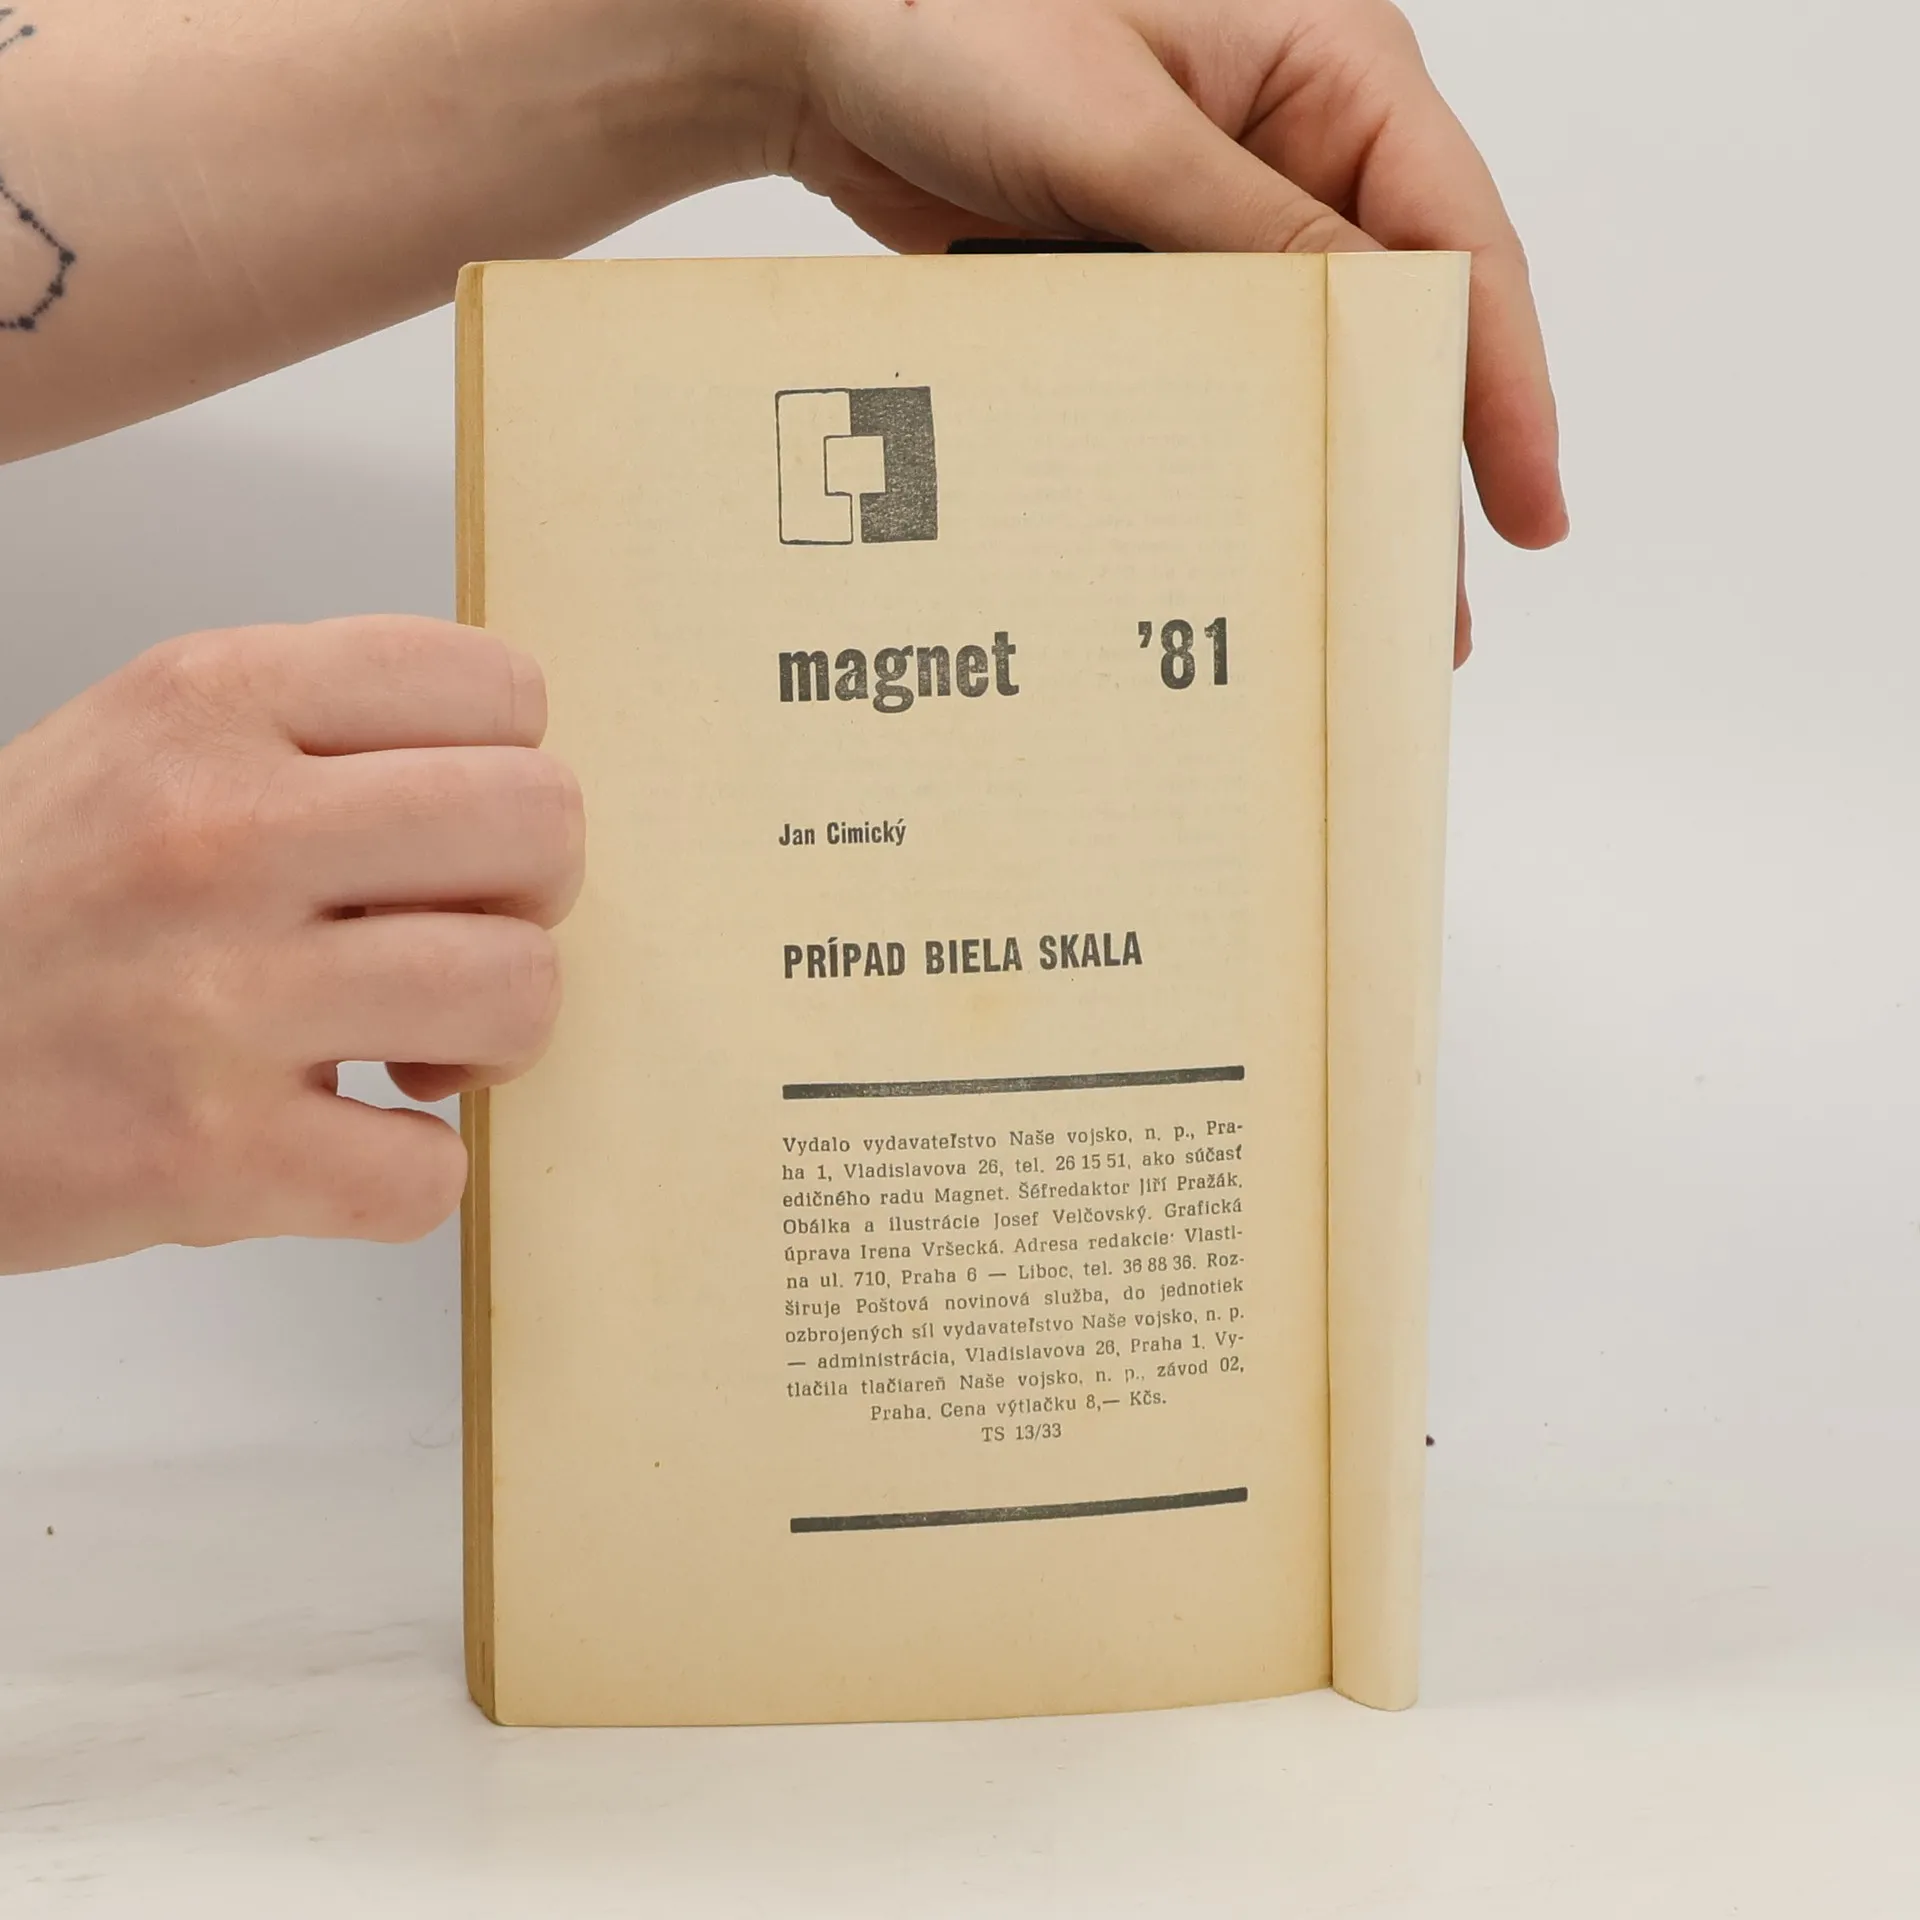 magnet '81
Jan Cimický
PRÍPAD BIELA SKALA
Vydalo vydavateľstvo Naše vojsko, n. p., Pra-
ha 1, Vladislavova 26, tel. 26 15 51, ako súčasť
edičného radu Magnet. Šéfredaktor Jiří Pražák.
Obálka a ilustrácie Josef Velčovský. Grafická
úprava Irena Vršecká. Adresa redakcie: Vlasti-
na ul. 710, Praha 6 — Liboc, tel. 36 88 36. Roz-
širuje Poštová novinová služba, do jednotiek
ozbrojených síl vydavateľstvo Naše vojsko, n. p.
— administrácia, Vladislavova 26, Praha 1. Vy-
tlačila tlačiareň Naše vojsko, n. p., závod 02,
Praha. Cena výtlačku 8,— Kčs.
TS 13/33